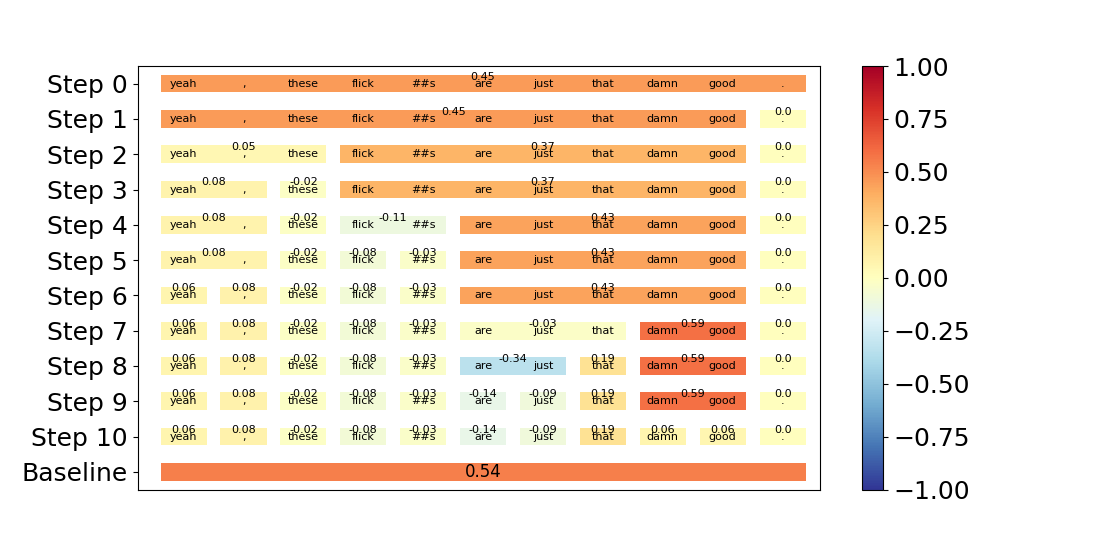 0.45
Step 0 yeah , these flick ##s are just that damn good .
0.45 0.0
Step 1 yeah , these flick ##s are just that damn good .
0.05 0.37 0.0
Step 2 yeah , these flick ##s are just that damn good .
0.08 -0.02 0.37 0.0
Step 3 yeah , these flick ##s are just that damn good .
0.08 -0.02 -0.11 0.43 0.0
Step 4 yeah , these flick ##s are just that damn good .
0.08 -0.02 -0.08 -0.03 0.43 0.0
Step 5 yeah , these flick ##s are just that damn good .
0.06 0.08 -0.02 -0.08 -0.03 0.43 0.0
Step 6 yeah , these flick ##s are just that damn good .
0.06 0.08 -0.02 -0.08 -0.03 -0.03 0.59 0.0
Step 7 yeah , these flick ##s are just that damn good .
0.06 0.08 -0.02 -0.08 -0.03 -0.34 0.19 0.59 0.0
Step 8 yeah , these flick ##s are just that damn good .
0.06 0.08 -0.02 -0.08 -0.03 -0.14 -0.09 0.19 0.59 0.0
Step 9 yeah , these flick ##s are just that damn good .
0.06 0.08 -0.02 -0.08 -0.03 -0.14 -0.09 0.19 0.06 0.06 0.0
Step 10 yeah , these flick ##s are just that damn good .
Baseline 0.54
1.00
0.75
0.50
0.25
0.00
−0.25
−0.50
−0.75
−1.00